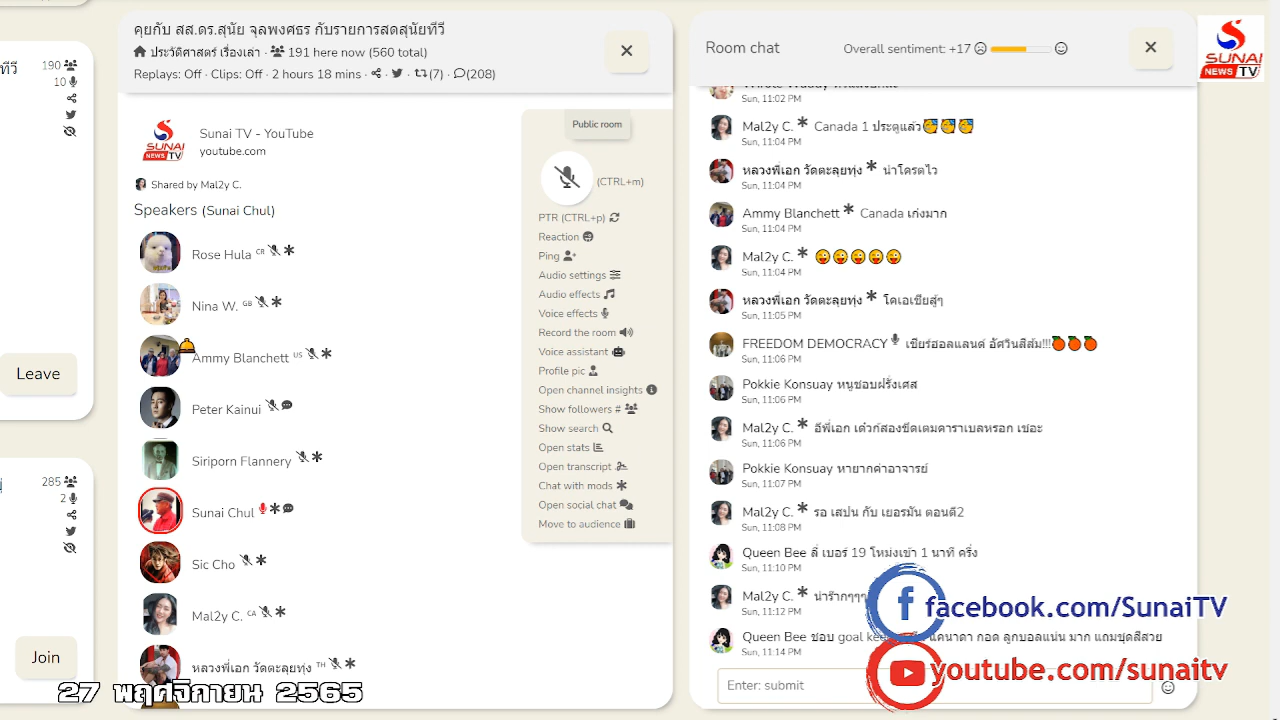 ทีวี
190
10
Leave
285
2
Join
คุยกับ สส.ดร.สุนัย จุลพงศธร กับรายการสดสุนัยทีวี
ประวัติศาสตร์ เรื่องเล่า · 191 here now (560 total)
Replays: Off · Clips: Off · 2 hours 18 mins · (7) · (208)
Sunai TV - YouTube
youtube.com
SUNAI
NEWS TV
Shared by Mal2y C.
Speakers (Sunai Chul)
Rose Hula CR
Nina W. GB
Ammy Blanchett US
Peter Kainui
Siriporn Flannery
Sunai Chul
Sic Cho
Mal2y C. CA
หลวงพี่เอก วัดตะลุยทุ่ง TH
Public room
(CTRL+m)
PTR (CTRL+p)
Reaction
Ping
Audio settings
Audio effects
Voice effects
Record the room
Voice assistant
Profile pic
Open channel insights
Show followers #
Show search
Open stats
Open transcript
Chat with mods
Open social chat
Move to audience
Room chat
Overall sentiment: +17
Sun, 11:02 PM
Mal2y C. * Canada 1 ประตูแล้ว🥳🥳🥳
Sun, 11:04 PM
หลวงพี่เอก วัดตะลุยทุ่ง * นำโครตไว
Sun, 11:04 PM
Ammy Blanchett * Canada เก่งมาก
Sun, 11:04 PM
Mal2y C. * 😜😜😜😜😜
Sun, 11:04 PM
หลวงพี่เอก วัดตะลุยทุ่ง * โคเอเชียสู้ๆ
Sun, 11:05 PM
FREEDOM DEMOCRACY เชียร์ฮอลแลนด์ อัศวินสีส้ม!!!🍊🍊🍊
Sun, 11:06 PM
Pokkie Konsuay หนูชอบฝรั่งเศส
Sun, 11:06 PM
Mal2y C. * อีพี่เอก เด๋วก๋สองขีดเตมคาราเบลหรอก เชอะ
Sun, 11:06 PM
Pokkie Konsuay หายากค่าอาจารย์
Sun, 11:07 PM
Mal2y C. * รอ เสปน กับ เยอรมัน ตอนตี2
Sun, 11:08 PM
Queen Bee ลี่ เบอร์ 19 โหม่งเข้า 1 นาที ครึ่ง
Sun, 11:10 PM
Mal2y C. * น่าร๊ากๆๆๆ
Sun, 11:12 PM
Queen Bee ชอบ goal แคนาดา กอด ลูกบอลแน่น มาก แถมชุดสีสวย
Sun, 11:14 PM
Enter: submit
SUNAI
NEWS TV
facebook.com/SunaiTV
youtube.com/sunaitv
27 พฤศจิกายน 2565